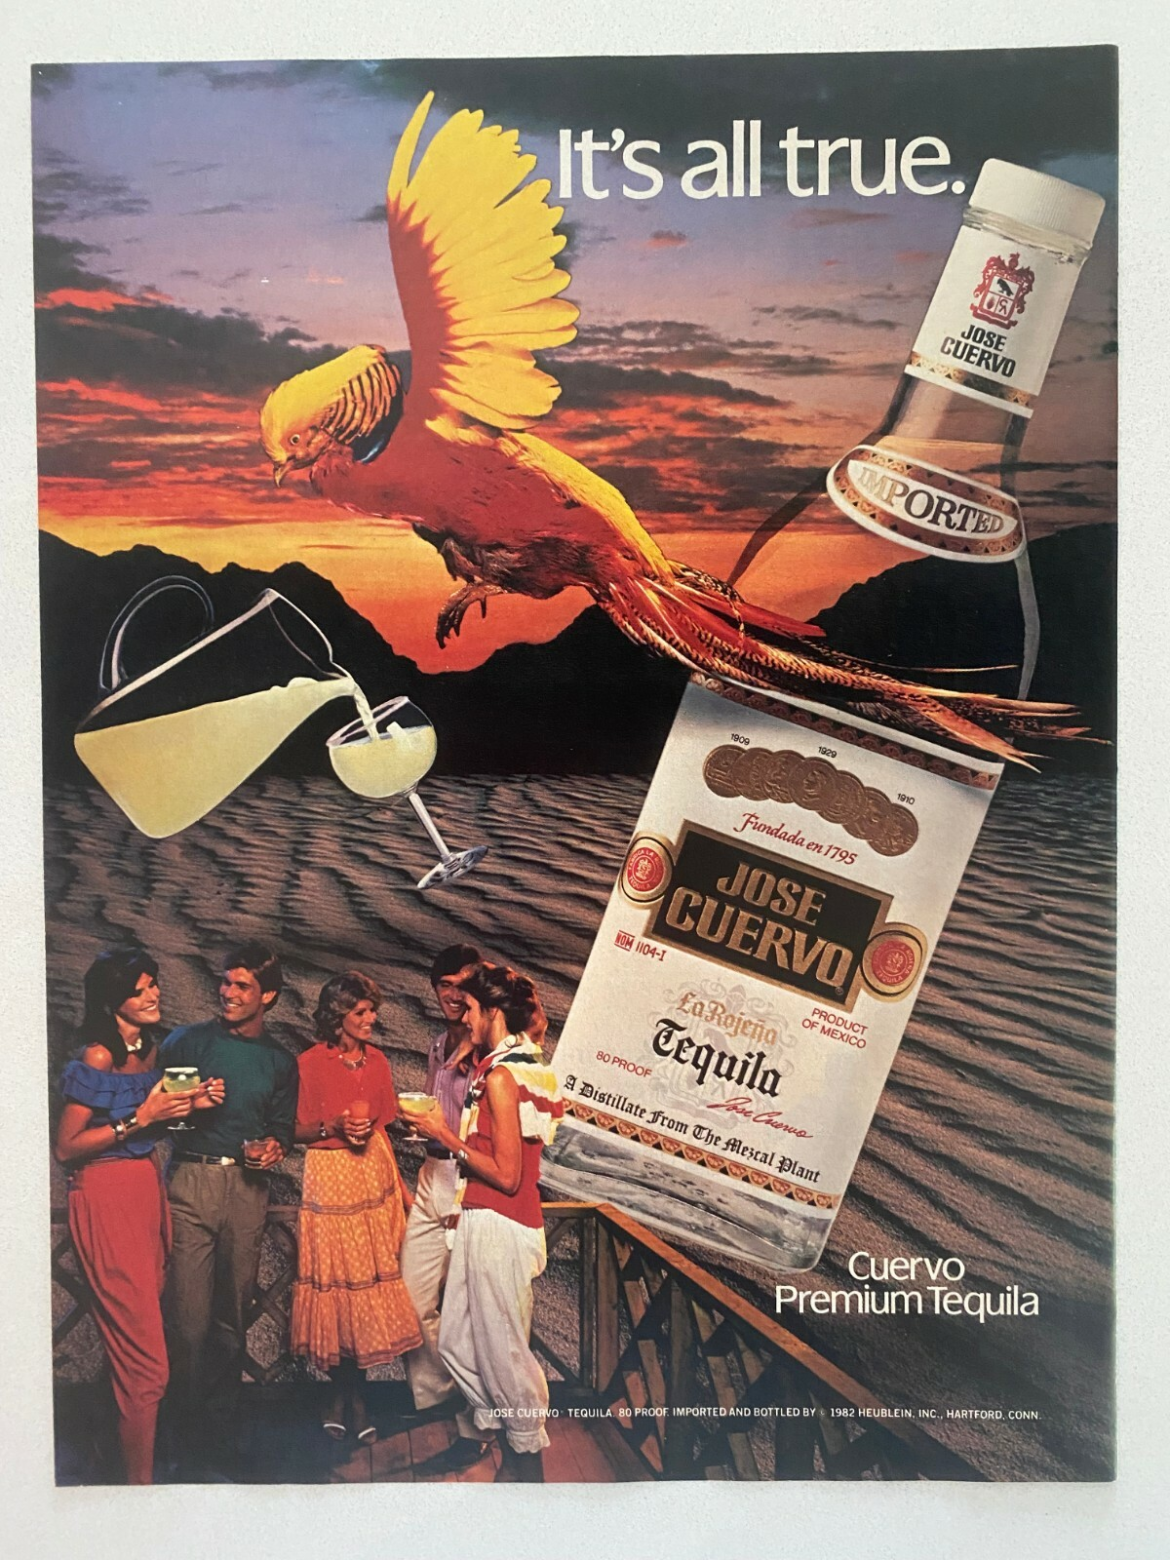 It's all true.
JOSE
CUERVO
IMPORTED
1909
1929
1910
Fundada en 1795
JOSE
CUERVO
NOM 1104-I
PRODUCT
OF MEXICO
La Rojeña
Tequila
80 PROOF
Jose Cuervo
A Distillate From The Mezcal Plant
Cuervo
Premium Tequila
JOSE CUERVO® TEQUILA. 80 PROOF. IMPORTED AND BOTTLED BY © 1982 HEUBLEIN, INC., HARTFORD, CONN.